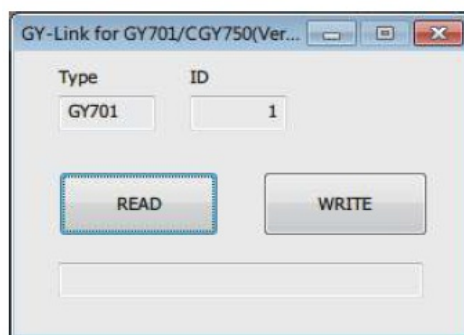 GY-Link for GY701/CGY750(Ver...
Type ID
GY701 1
READ WRITE